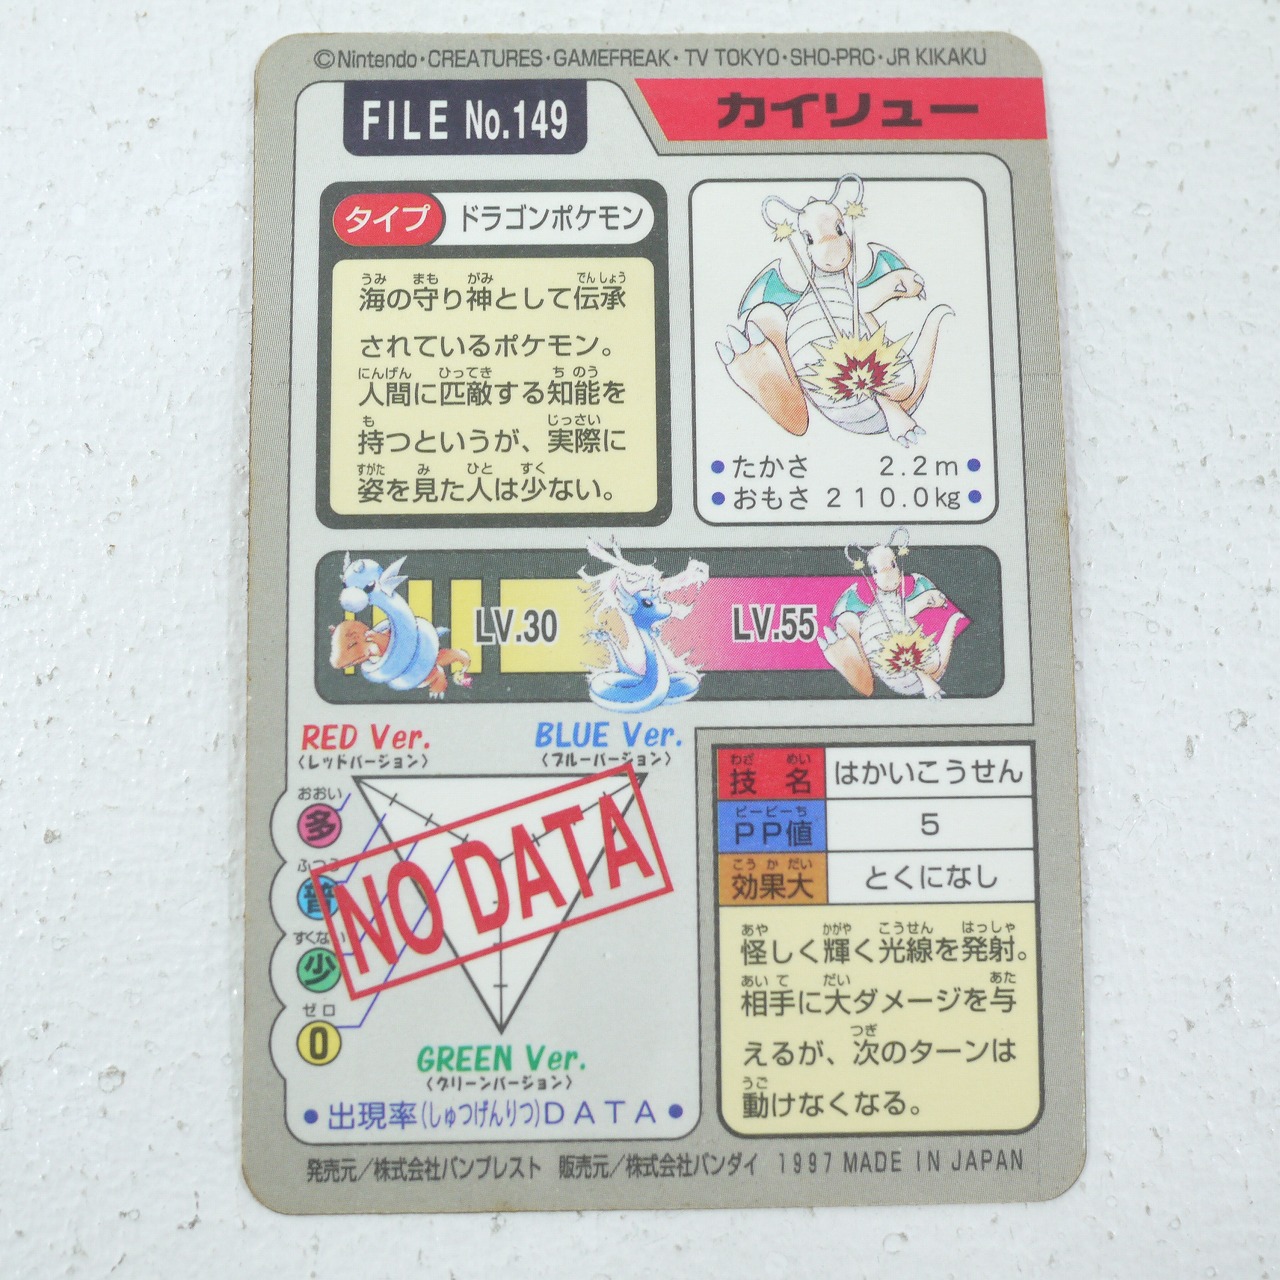 ©Nintendo・CREATURES・GAMEFREAK・TV TOKYO・SHO-PRO・JR KIKAKU
FILE No.149
カイリュー
タイプ ドラゴンポケモン
うみ まも がみ でんしょう
海の守り神として伝承
されているポケモン。
にんげん ひってき ちのう
人間に匹敵する知能を
も じっさい
持つというが、実際に
すがた み ひと すく
姿を見た人は少ない。
●たかさ 2.2m●
●おもさ 210.0kg●
LV.30
LV.55
RED Ver.
〈レッドバージョン〉
BLUE Ver.
〈ブルーバージョン〉
おおい
多
ふつう
普
すくない
少
ゼロ
0
NO DATA
GREEN Ver.
〈グリーンバージョン〉
●出現率(しゅつげんりつ)DATA●
わざ めい
技名 はかいこうせん
ピーピーち
PP値 5
こうかだい
効果大 とくになし
あや かがや こうせん はっしゃ
怪しく輝く光線を発射。
あいて だい あた
相手に大ダメージを与
つぎ
えるが、次のターンは
うご
動けなくなる。
発売元/株式会社バンプレスト 販売元/株式会社バンダイ 1997 MADE IN JAPAN